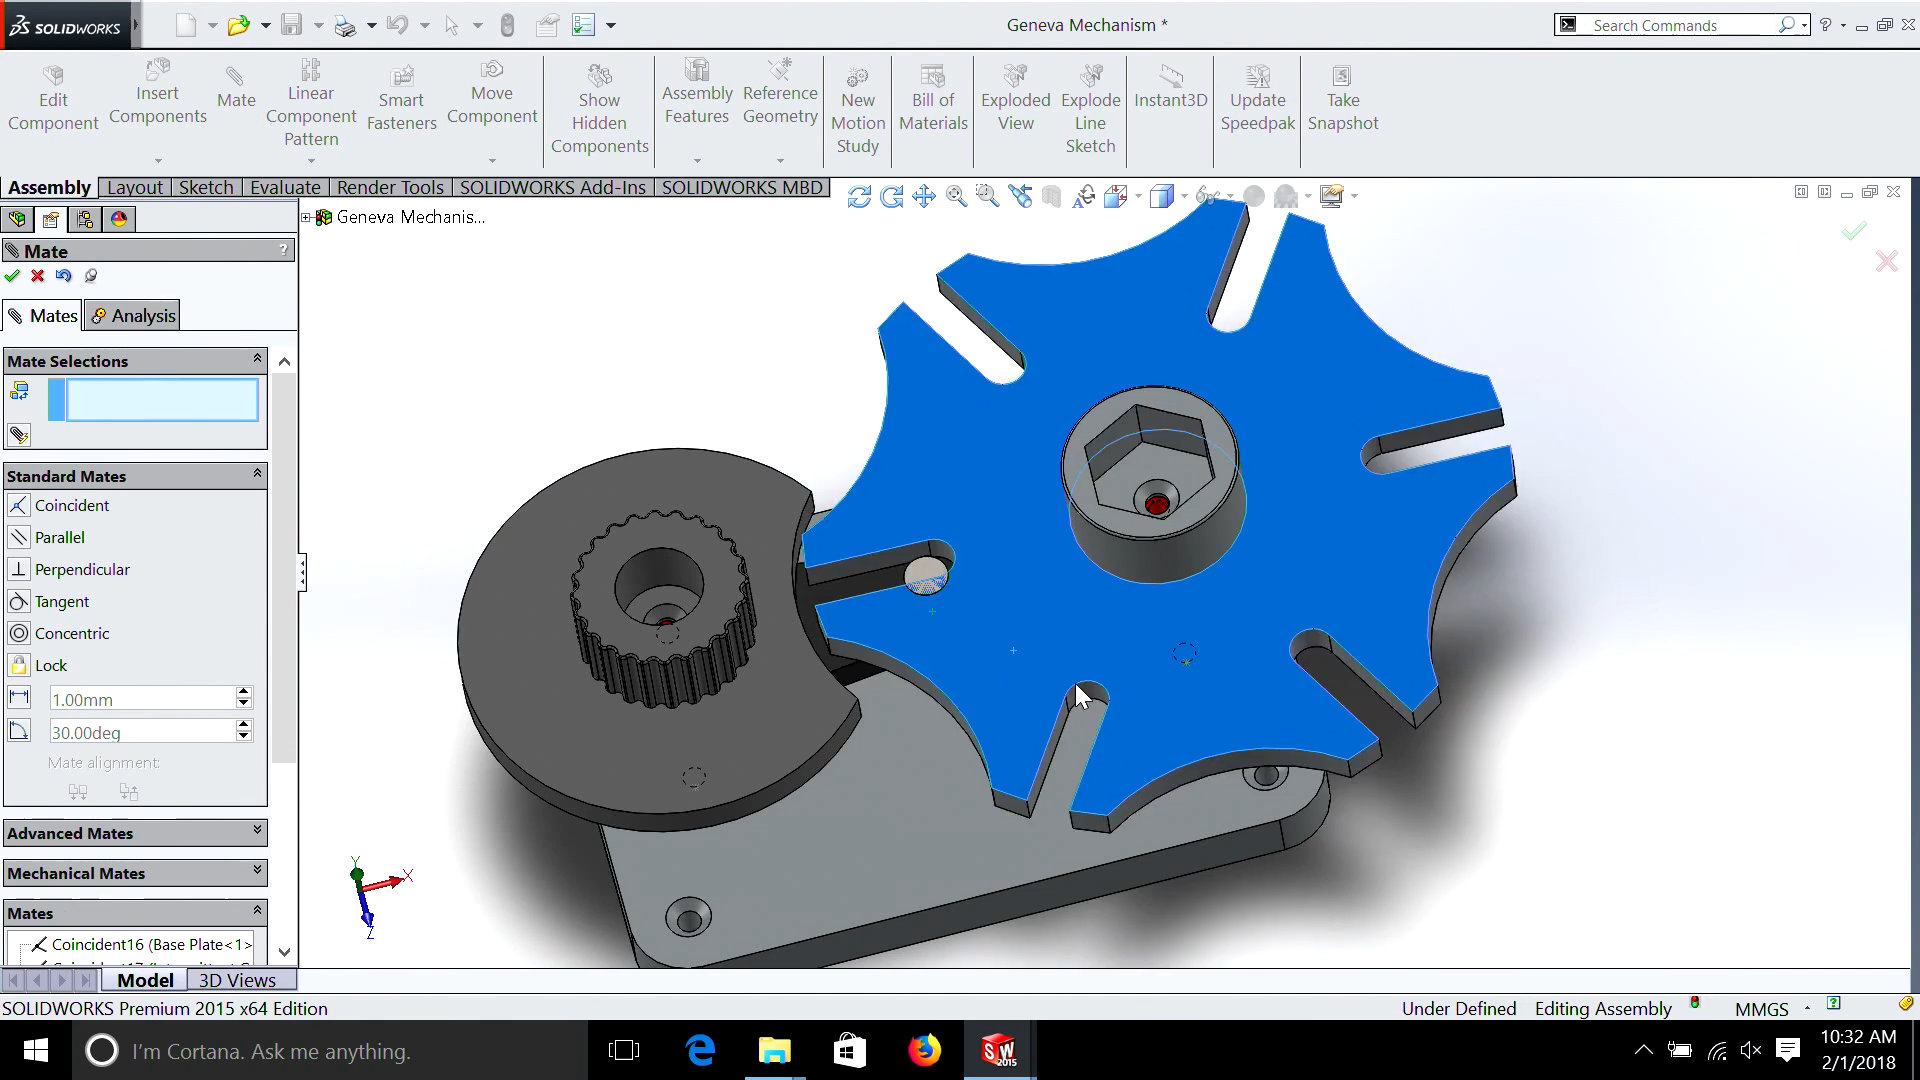 SOLIDWORKS
Geneva Mechanism *
Search Commands
?
Edit Component
Insert Components
Mate
Linear Component Pattern
Smart Fasteners
Move Component
Show Hidden Components
Assembly Features
Reference Geometry
New Motion Study
Bill of Materials
Exploded View
Explode Line Sketch
Instant3D
Update Speedpak
Take Snapshot
Assembly Layout Sketch Evaluate Render Tools SOLIDWORKS Add-Ins SOLIDWORKS MBD
Geneva Mechanis...
Mate ?
Mates Analysis
Mate Selections
Standard Mates
Coincident
Parallel
Perpendicular
Tangent
Concentric
Lock
1.00mm
30.00deg
Mate alignment:
Advanced Mates
Mechanical Mates
Mates
Coincident16 (Base Plate<1>
Y
X
Z
Model 3D Views
SOLIDWORKS Premium 2015 x64 Edition
Under Defined Editing Assembly MMGS ?
I'm Cortana. Ask me anything.
SW 2015
10:32 AM
2/1/2018